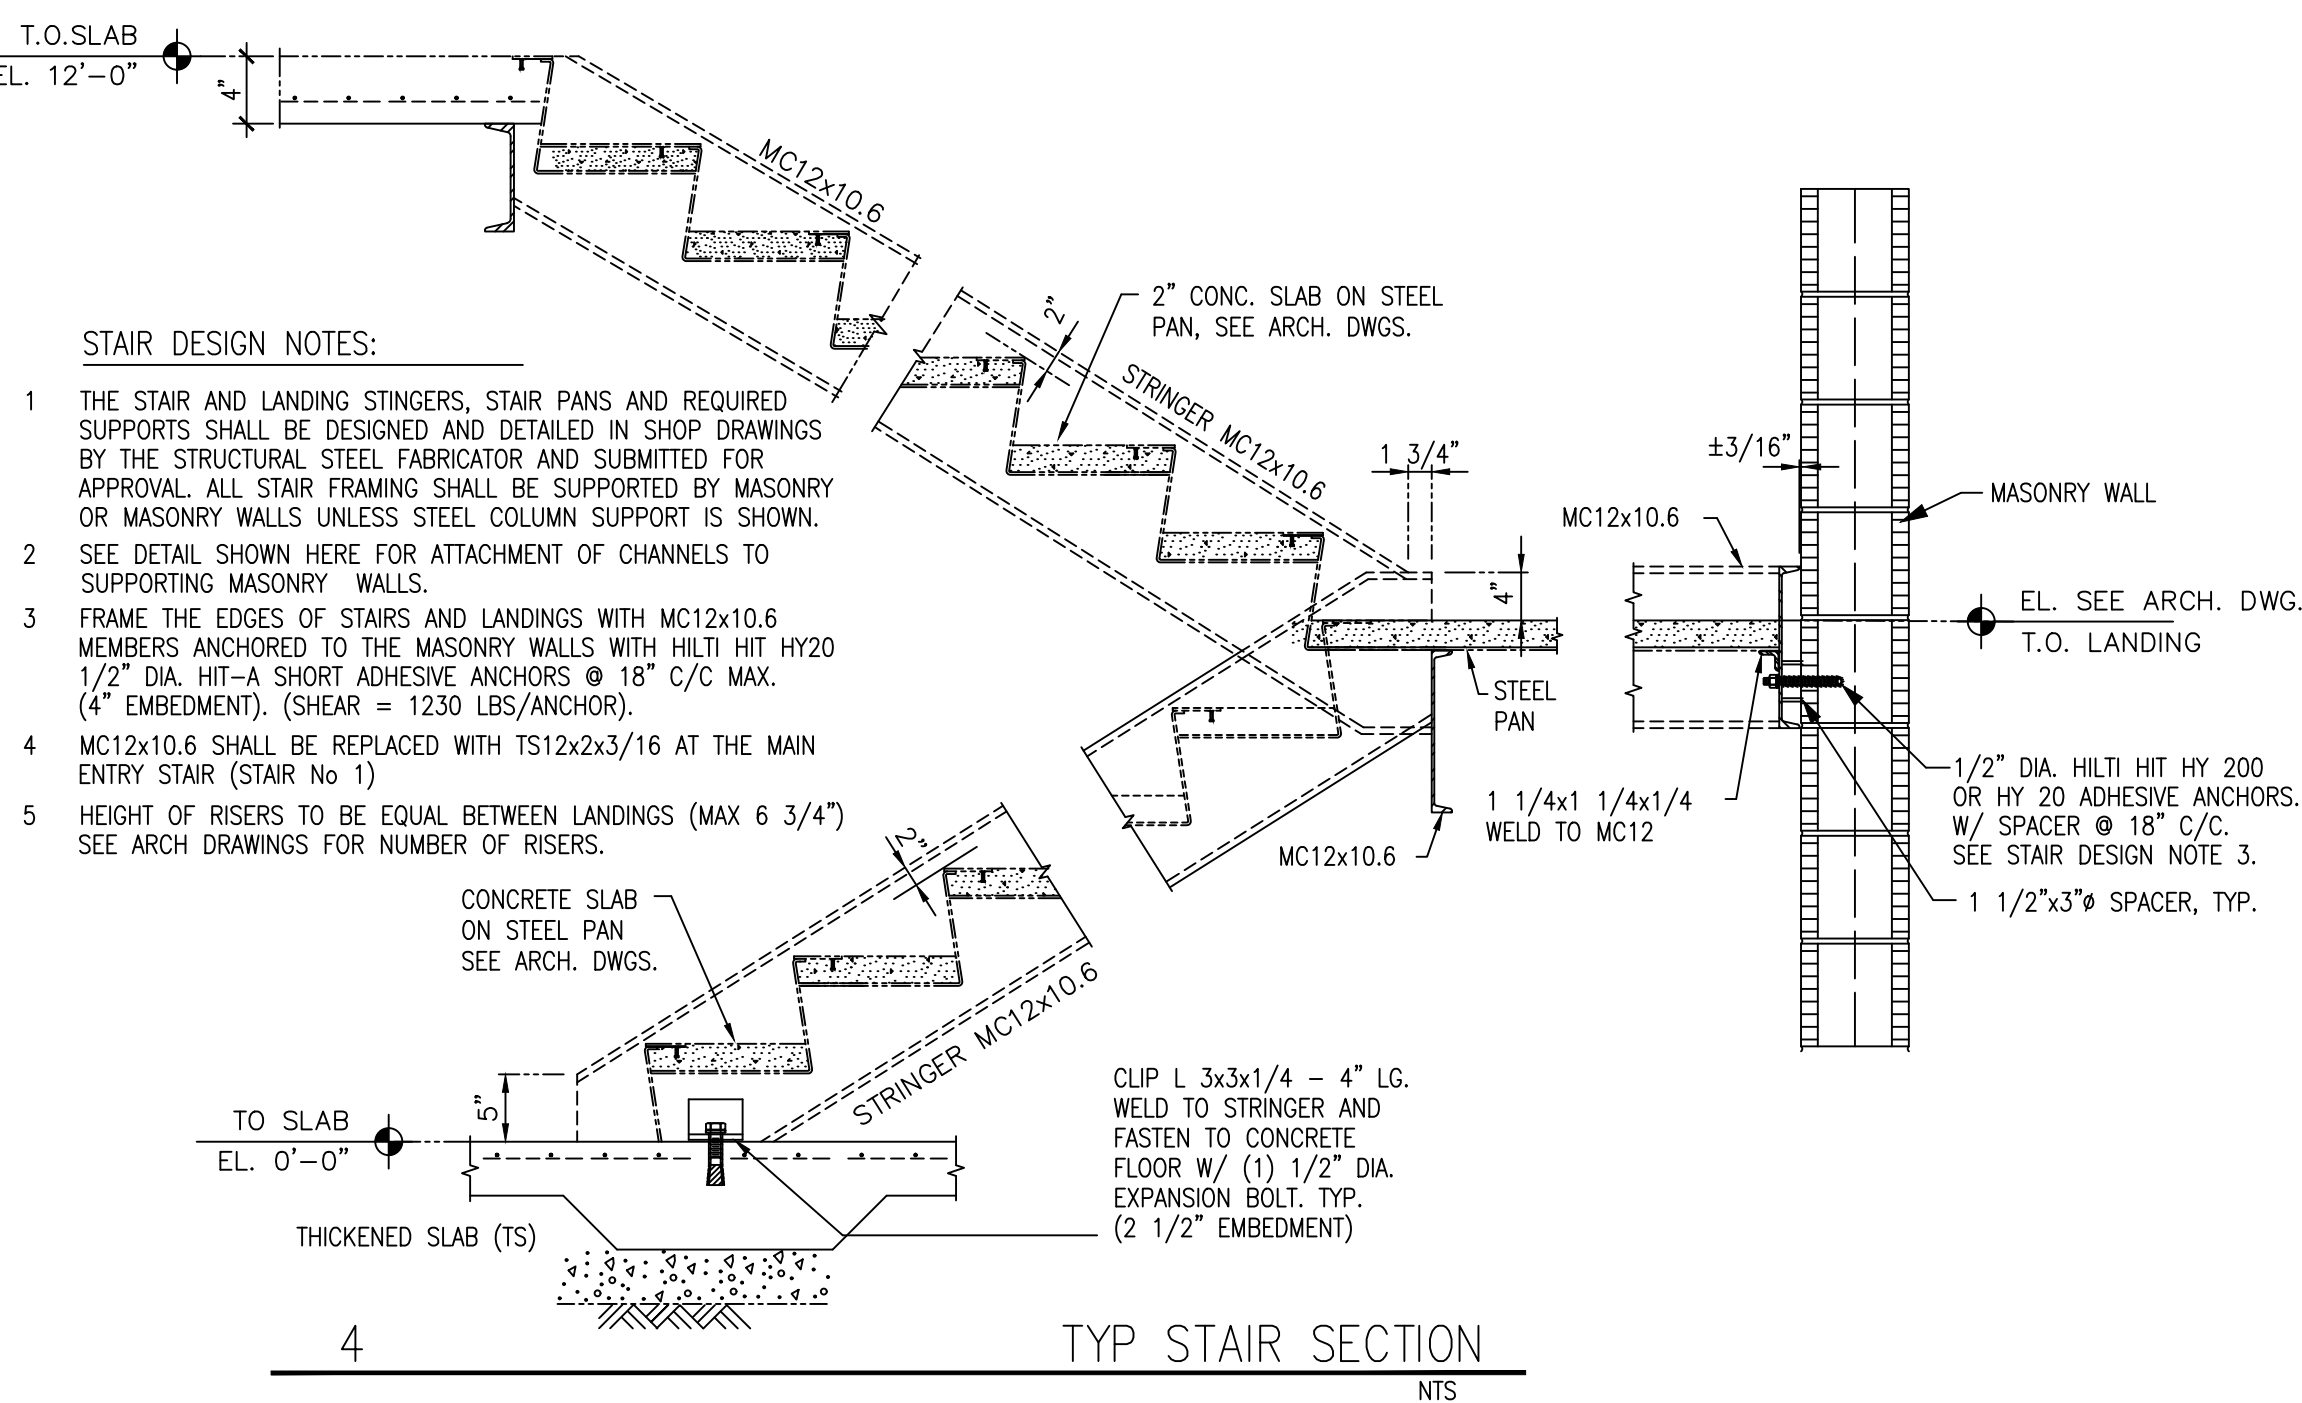 T.O.SLAB
EL. 12'-0"
4"
MC12x10.6
2"
2" CONC. SLAB ON STEEL
PAN, SEE ARCH. DWGS.
STRINGER MC12x10.6
STAIR DESIGN NOTES:
1 THE STAIR AND LANDING STINGERS, STAIR PANS AND REQUIRED
SUPPORTS SHALL BE DESIGNED AND DETAILED IN SHOP DRAWINGS
BY THE STRUCTURAL STEEL FABRICATOR AND SUBMITTED FOR
APPROVAL. ALL STAIR FRAMING SHALL BE SUPPORTED BY MASONRY
OR MASONRY WALLS UNLESS STEEL COLUMN SUPPORT IS SHOWN.
2 SEE DETAIL SHOWN HERE FOR ATTACHMENT OF CHANNELS TO
SUPPORTING MASONRY WALLS.
3 FRAME THE EDGES OF STAIRS AND LANDINGS WITH MC12x10.6
MEMBERS ANCHORED TO THE MASONRY WALLS WITH HILTI HIT HY20
1/2" DIA. HIT-A SHORT ADHESIVE ANCHORS @ 18" C/C MAX.
(4" EMBEDMENT). (SHEAR = 1230 LBS/ANCHOR).
4 MC12x10.6 SHALL BE REPLACED WITH TS12x2x3/16 AT THE MAIN
ENTRY STAIR (STAIR No 1)
5 HEIGHT OF RISERS TO BE EQUAL BETWEEN LANDINGS (MAX 6 3/4")
SEE ARCH DRAWINGS FOR NUMBER OF RISERS.
1 3/4"
4"
STEEL
PAN
MC12x10.6
±3/16"
MC12x10.6
MASONRY WALL
EL. SEE ARCH. DWG.
T.O. LANDING
1 1/4x1 1/4x1/4
WELD TO MC12
1/2" DIA. HILTI HIT HY 200
OR HY 20 ADHESIVE ANCHORS.
W/ SPACER @ 18" C/C.
SEE STAIR DESIGN NOTE 3.
1 1/2"x3"ø SPACER, TYP.
2"
CONCRETE SLAB
ON STEEL PAN
SEE ARCH. DWGS.
STRINGER MC12x10.6
5"
TO SLAB
EL. 0'-0"
CLIP L 3x3x1/4 - 4" LG.
WELD TO STRINGER AND
FASTEN TO CONCRETE
FLOOR W/ (1) 1/2" DIA.
EXPANSION BOLT. TYP.
(2 1/2" EMBEDMENT)
THICKENED SLAB (TS)
4
TYP STAIR SECTION
NTS